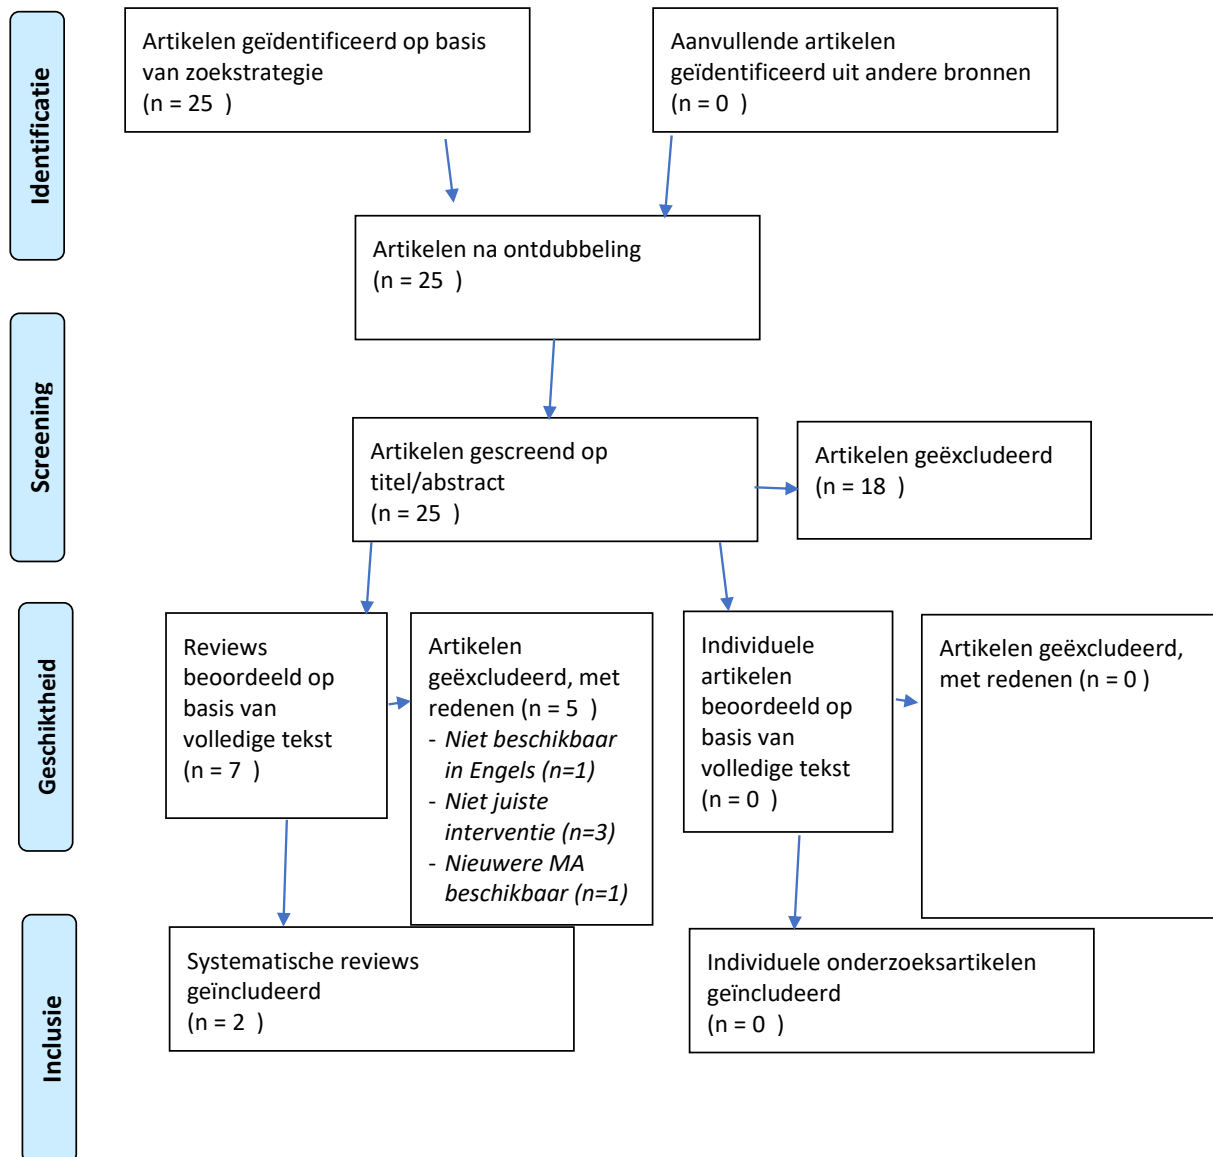 Identificatie
Artikelen geïdentificeerd op basis
van zoekstrategie
(n = 25  )
Aanvullende artikelen
geïdentificeerd uit andere bronnen
(n = 0  )
Artikelen na ontdubbeling
(n = 25  )
Screening
Artikelen gescreend op
titel/abstract
(n = 25  )
Artikelen geëxcludeerd
(n = 18  )
Geschiktheid
Reviews
beoordeeld op
basis van
volledige tekst
(n = 7  )
Artikelen
geëxcludeerd, met
redenen (n = 5  )
- Niet beschikbaar
in Engels (n=1)
- Niet juiste
interventie (n=3)
- Nieuwere MA
beschikbaar (n=1)
Individuele
artikelen
beoordeeld op
basis van
volledige tekst
(n = 0  )
Artikelen geëxcludeerd,
met redenen (n = 0  )
Inclusie
Systematische reviews
geïncludeerd
(n = 2  )
Individuele onderzoeksartikelen
geïncludeerd
(n = 0  )